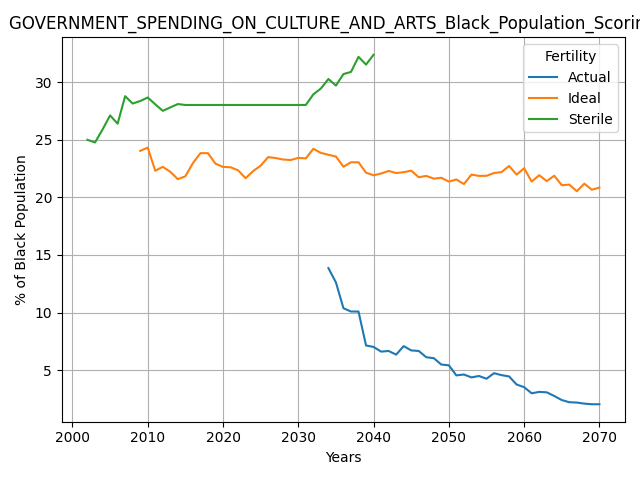 GOVERNMENT_SPENDING_ON_CULTURE_AND_ARTS_Black_Population_Scorin
Fertility
Actual
Ideal
Sterile
% of Black Population
30
25
20
15
10
5
2000 2010 2020 2030 2040 2050 2060 2070
Years